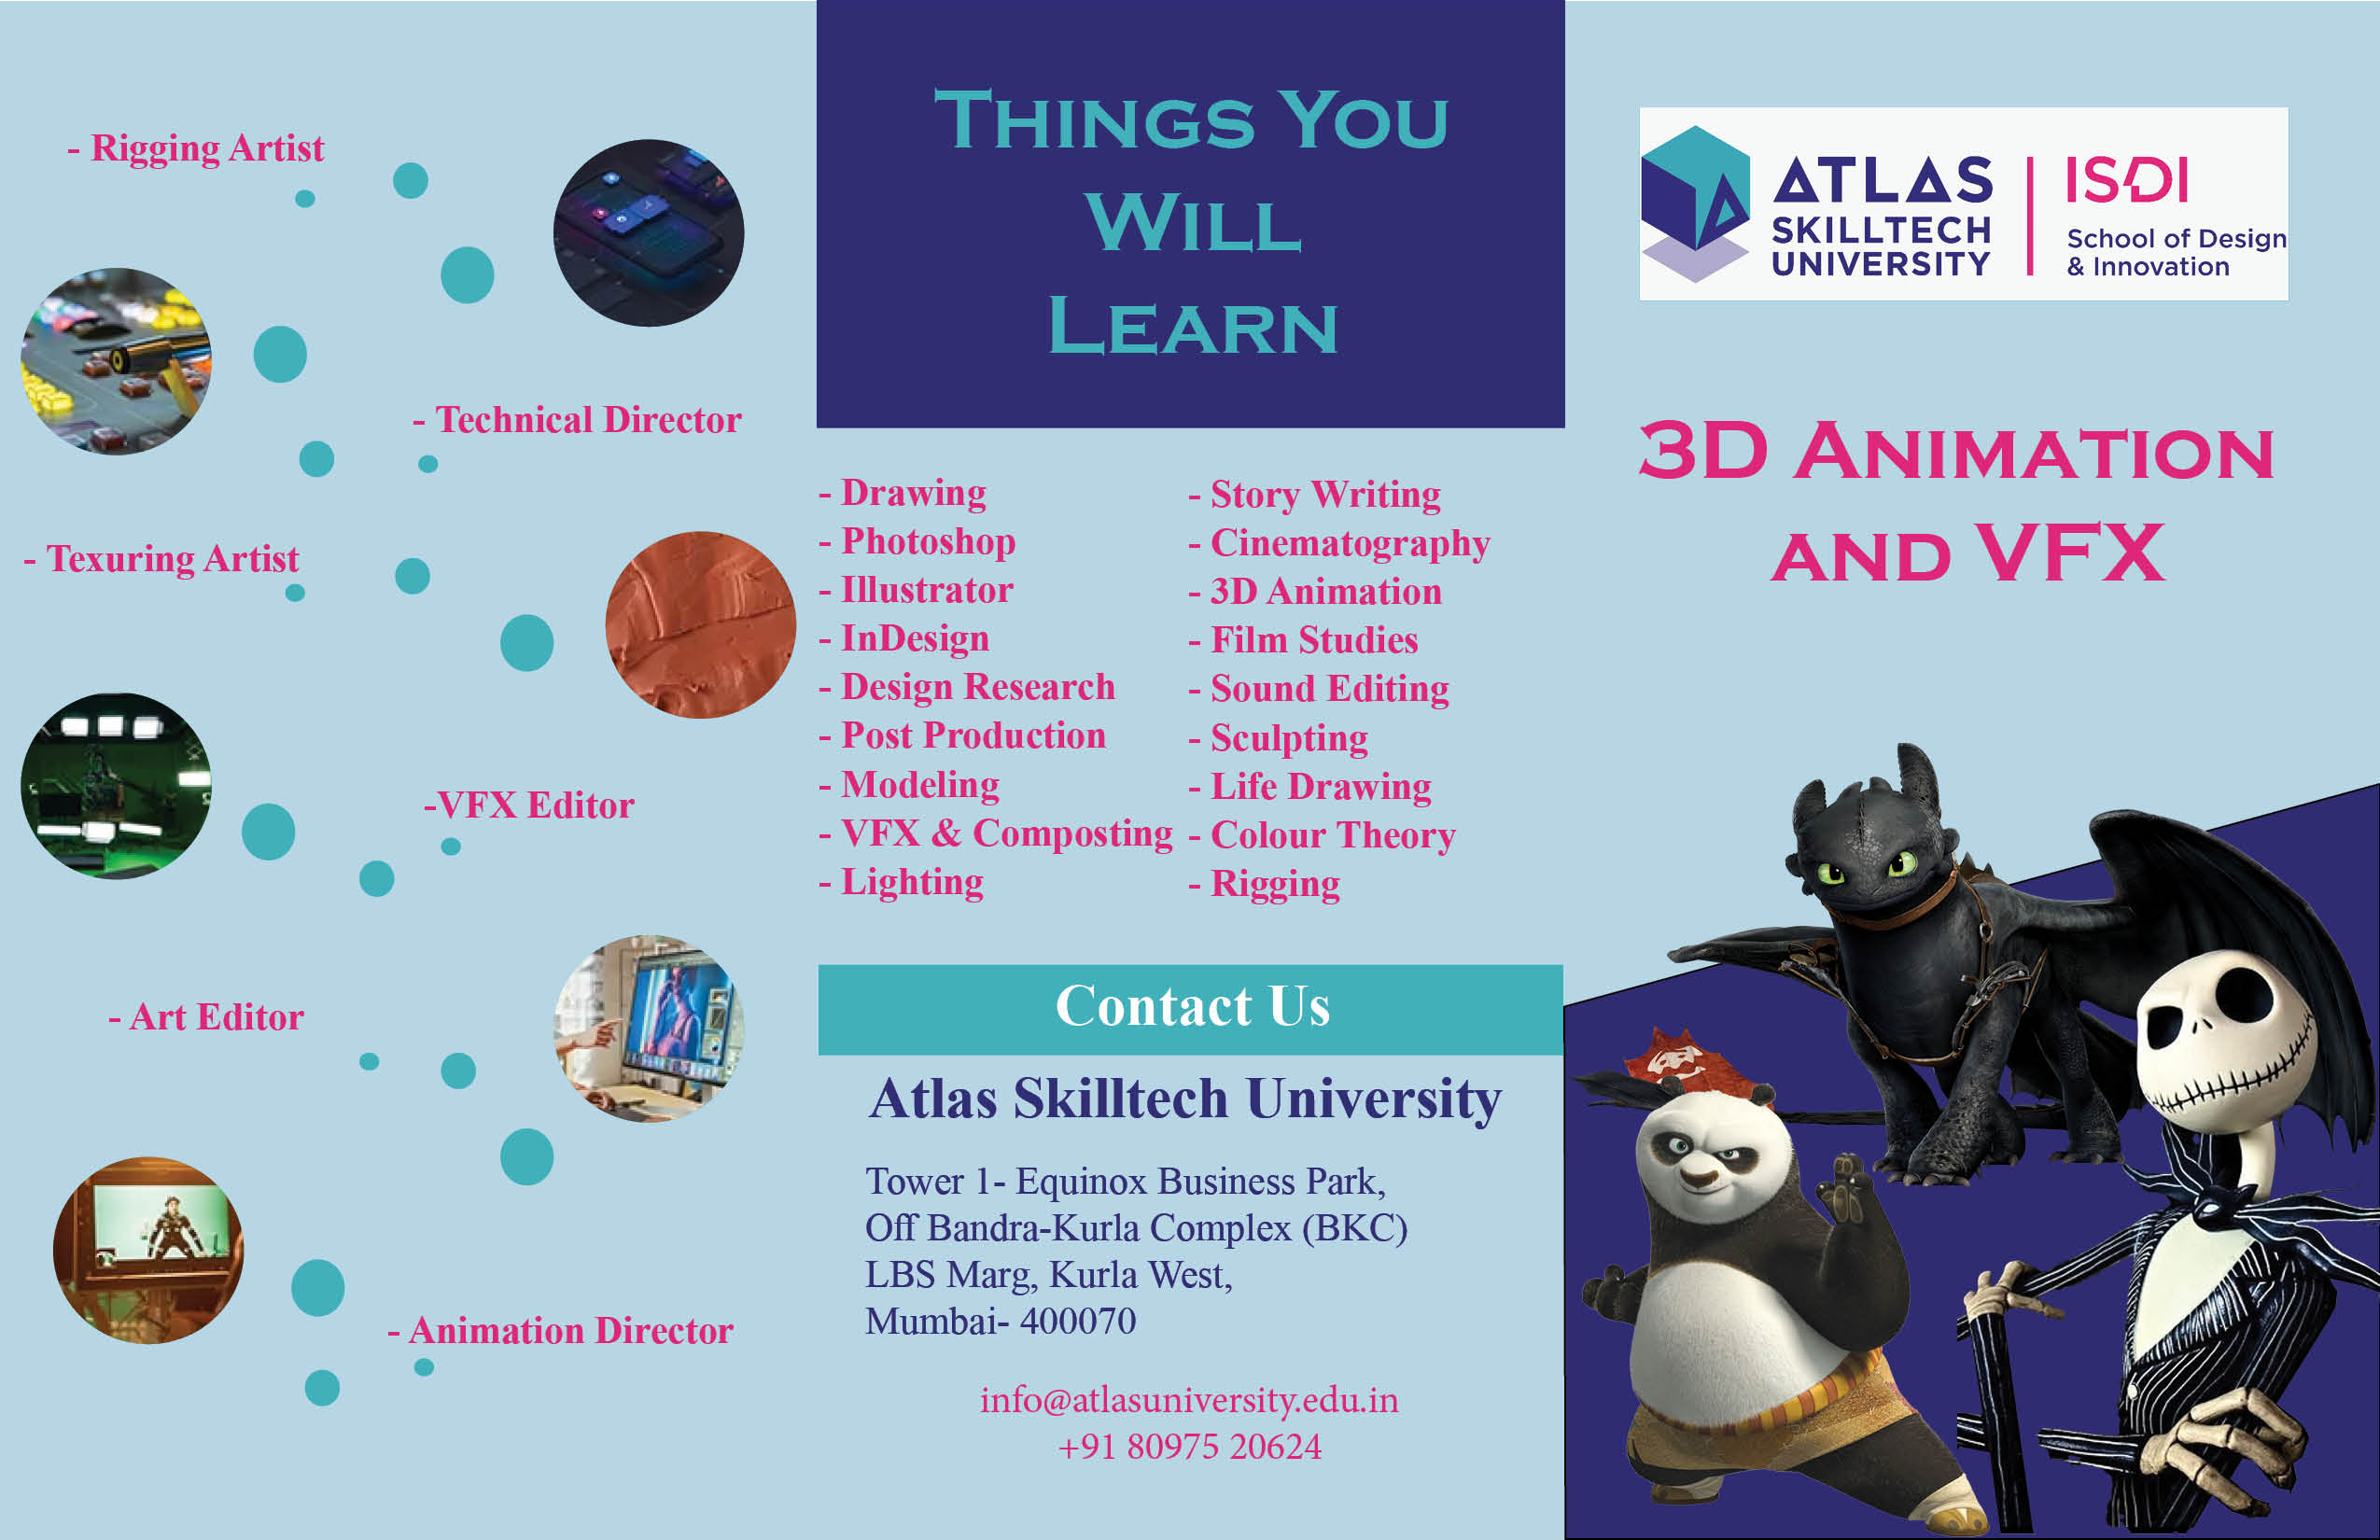 - Rigging Artist
- Technical Director
- Texuring Artist
-VFX Editor
- Art Editor
- Animation Director
THINGS YOU
WILL
LEARN
- Drawing
- Photoshop
- Illustrator
- InDesign
- Design Research
- Post Production
- Modeling
- VFX & Composting
- Lighting
- Story Writing
- Cinematography
- 3D Animation
- Film Studies
- Sound Editing
- Sculpting
- Life Drawing
- Colour Theory
- Rigging
Contact Us
Atlas Skilltech University
Tower 1- Equinox Business Park,
Off Bandra-Kurla Complex (BKC)
LBS Marg, Kurla West,
Mumbai- 400070
info@atlasuniversity.edu.in
+91 80975 20624
ATLAS
SKILLTECH
UNIVERSITY
ISDI
School of Design
& Innovation
3D ANIMATION
AND VFX